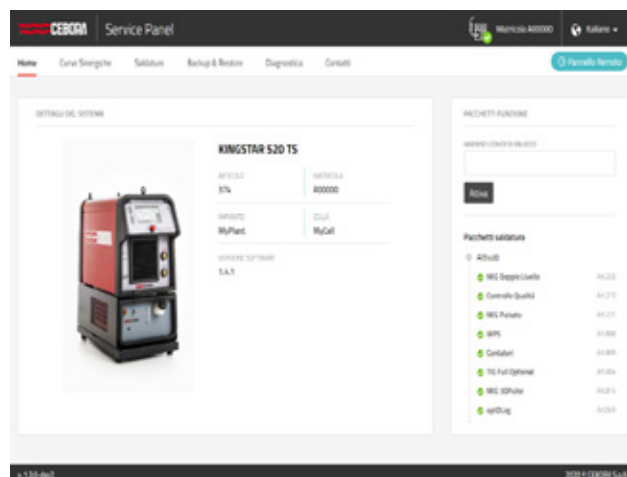 CEBORA Service Panel Matricola A00000 Italiano
Home Curve Sinergiche Saldature Backup & Restore Diagnostica Contatti Pannello Remoto
DETTAGLI DEL SISTEMA
KINGSTAR 520 TS
ARTICOLO MATRICOLA
374 A00000
IMPIANTO CELLA
MyPlant MyCell
VERSIONE SOFTWARE
1.4.1
PACCHETTI FUNZIONE
Attiva
Pacchetti saldatura
Attivati
MIG Doppio Livello
Controllo Qualità
MIG Pulsato
WPS
Contatori
TIG Full Optional
MIG 3DPulse